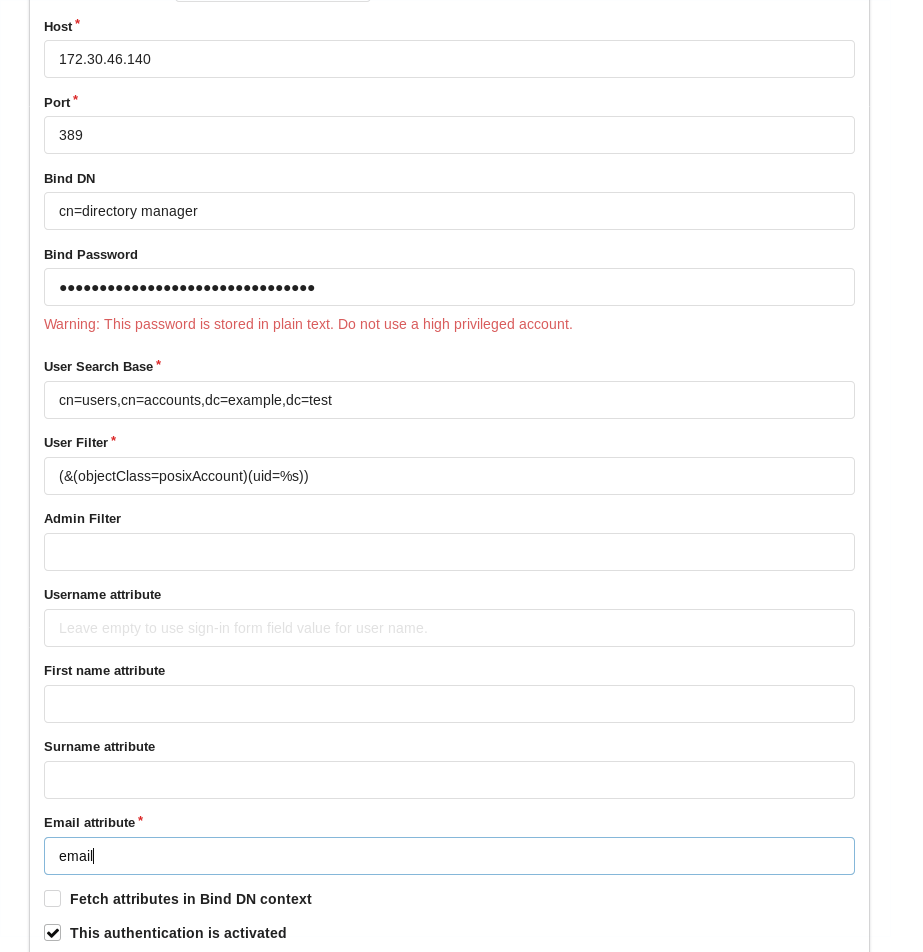 Host *
172.30.46.140
Port *
389
Bind DN
cn=directory manager
Bind Password
●●●●●●●●●●●●●●●●●●●●●●●●●●●●●●●●
Warning: This password is stored in plain text. Do not use a high privileged account.
User Search Base *
cn=users,cn=accounts,dc=example,dc=test
User Filter *
(&(objectClass=posixAccount)(uid=%s))
Admin Filter
Username attribute
Leave empty to use sign-in form field value for user name.
First name attribute
Surname attribute
Email attribute *
email
Fetch attributes in Bind DN context
This authentication is activated